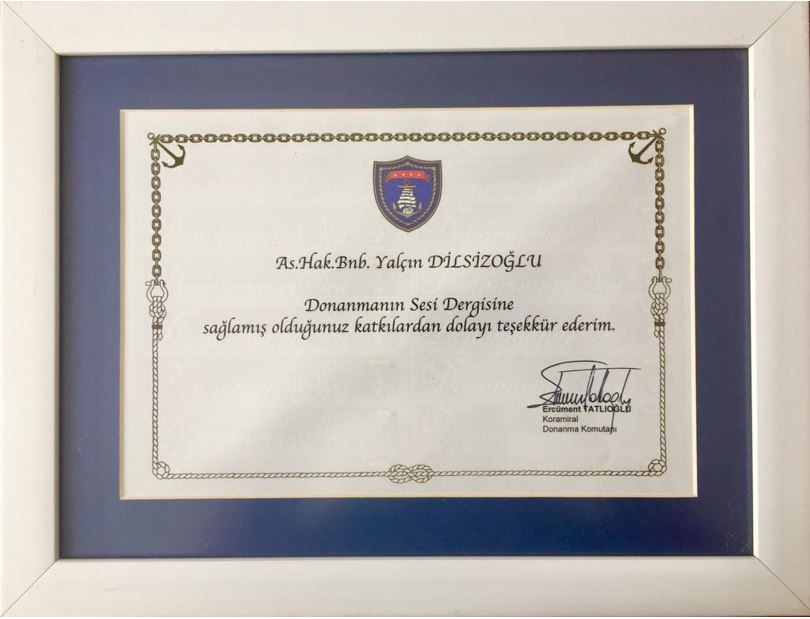 As.Hak.Bnb. Yalçın DİLSİZOĞLU
Donanmanın Sesi Dergisine
sağlamış olduğunuz katkılardan dolayı teşekkür ederim.
Ercüment TATLIOĞLU
Koramiral
Donanma Komutanı